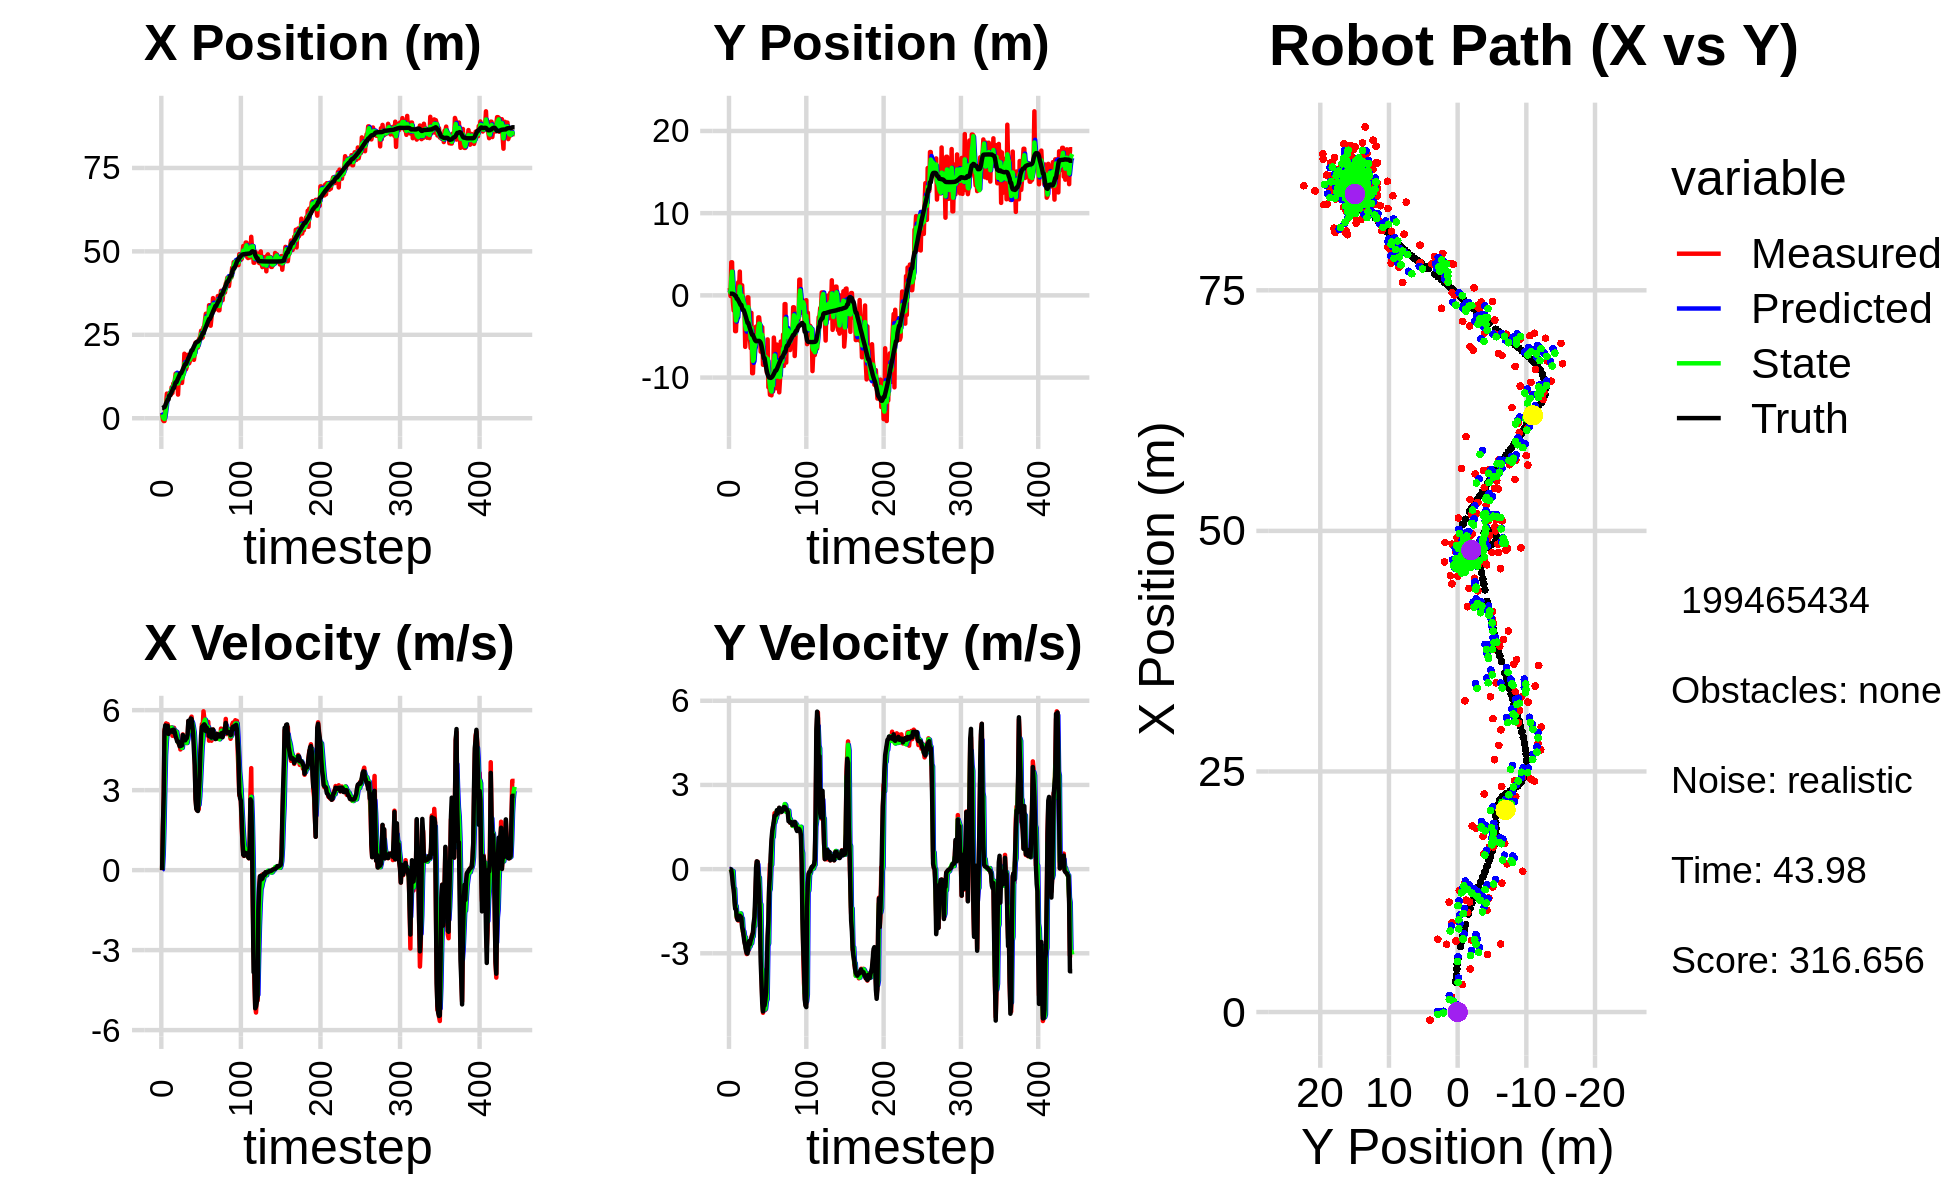 X Position (m)
75
50
25
0
0 100 200 300 400
timestep
Y Position (m)
20
10
0
-10
0 100 200 300 400
timestep
X Velocity (m/s)
6
3
0
-3
-6
0 100 200 300 400
timestep
Y Velocity (m/s)
6
3
0
-3
0 100 200 300 400
timestep
Robot Path (X vs Y)
X Position (m)
75
50
25
0
20 10 0 -10 -20
Y Position (m)
variable
Measured
Predicted
State
Truth
199465434
Obstacles: none
Noise: realistic
Time: 43.98
Score: 316.656